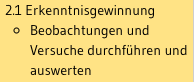 2.1 Erkenntnisgewinnung
○ Beobachtungen und
Versuche durchführen und
auswerten